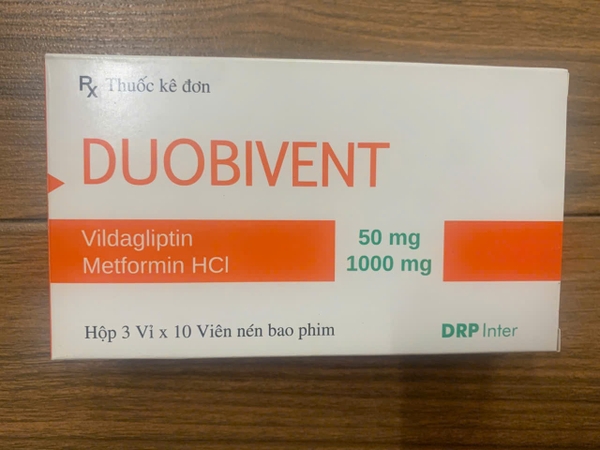 Rx Thuốc kê đơn
DUOBIVENT
Vildagliptin 50 mg
Metformin HCl 1000 mg
Hộp 3 Vỉ x 10 Viên nén bao phim
DRP Inter